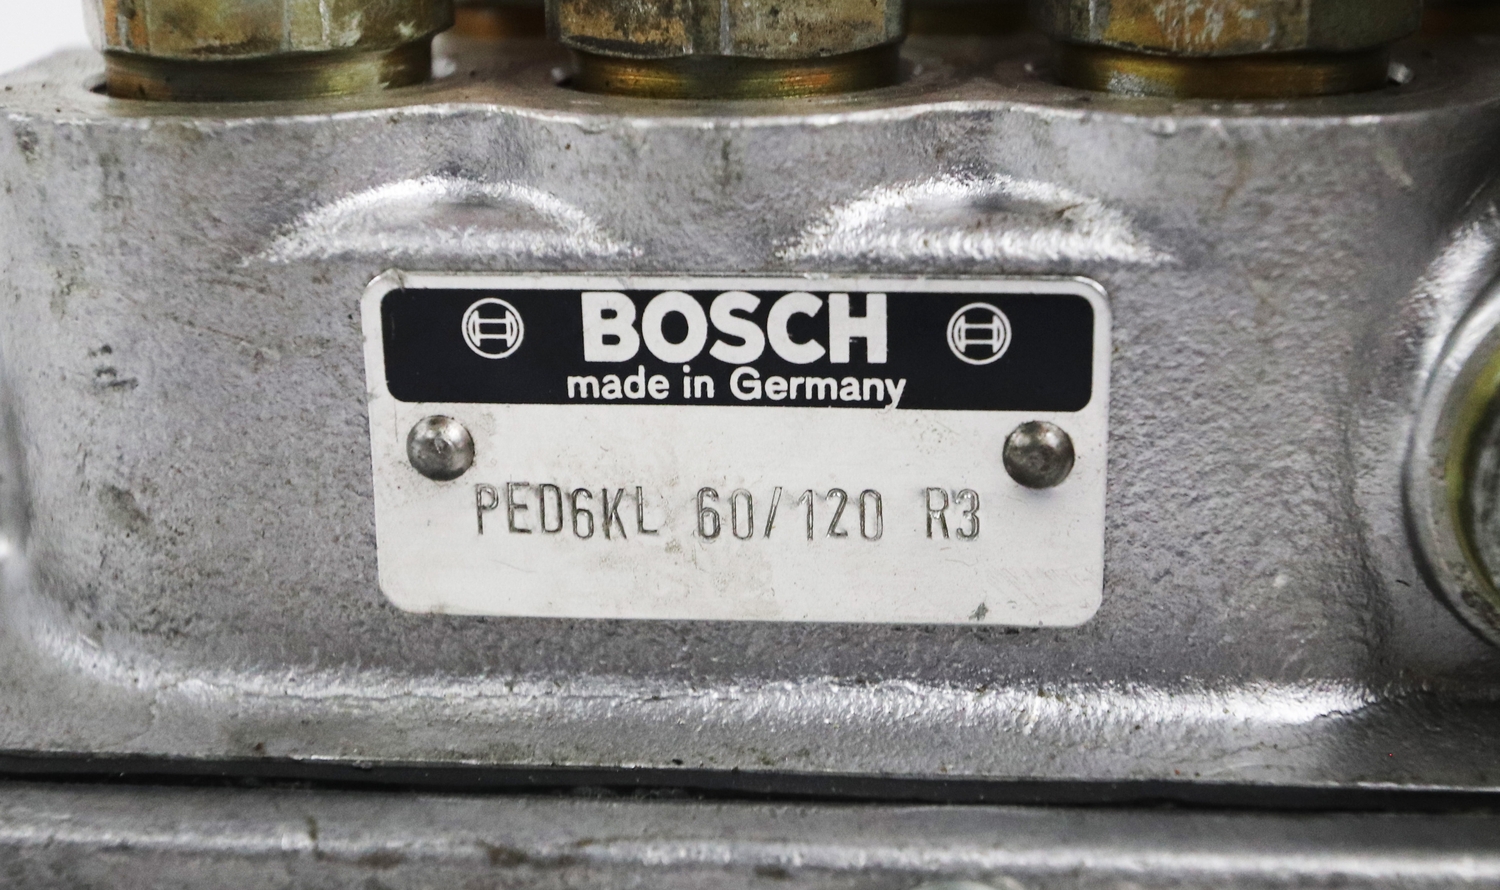 BOSCH
made in Germany
PED6KL 60/120 R3